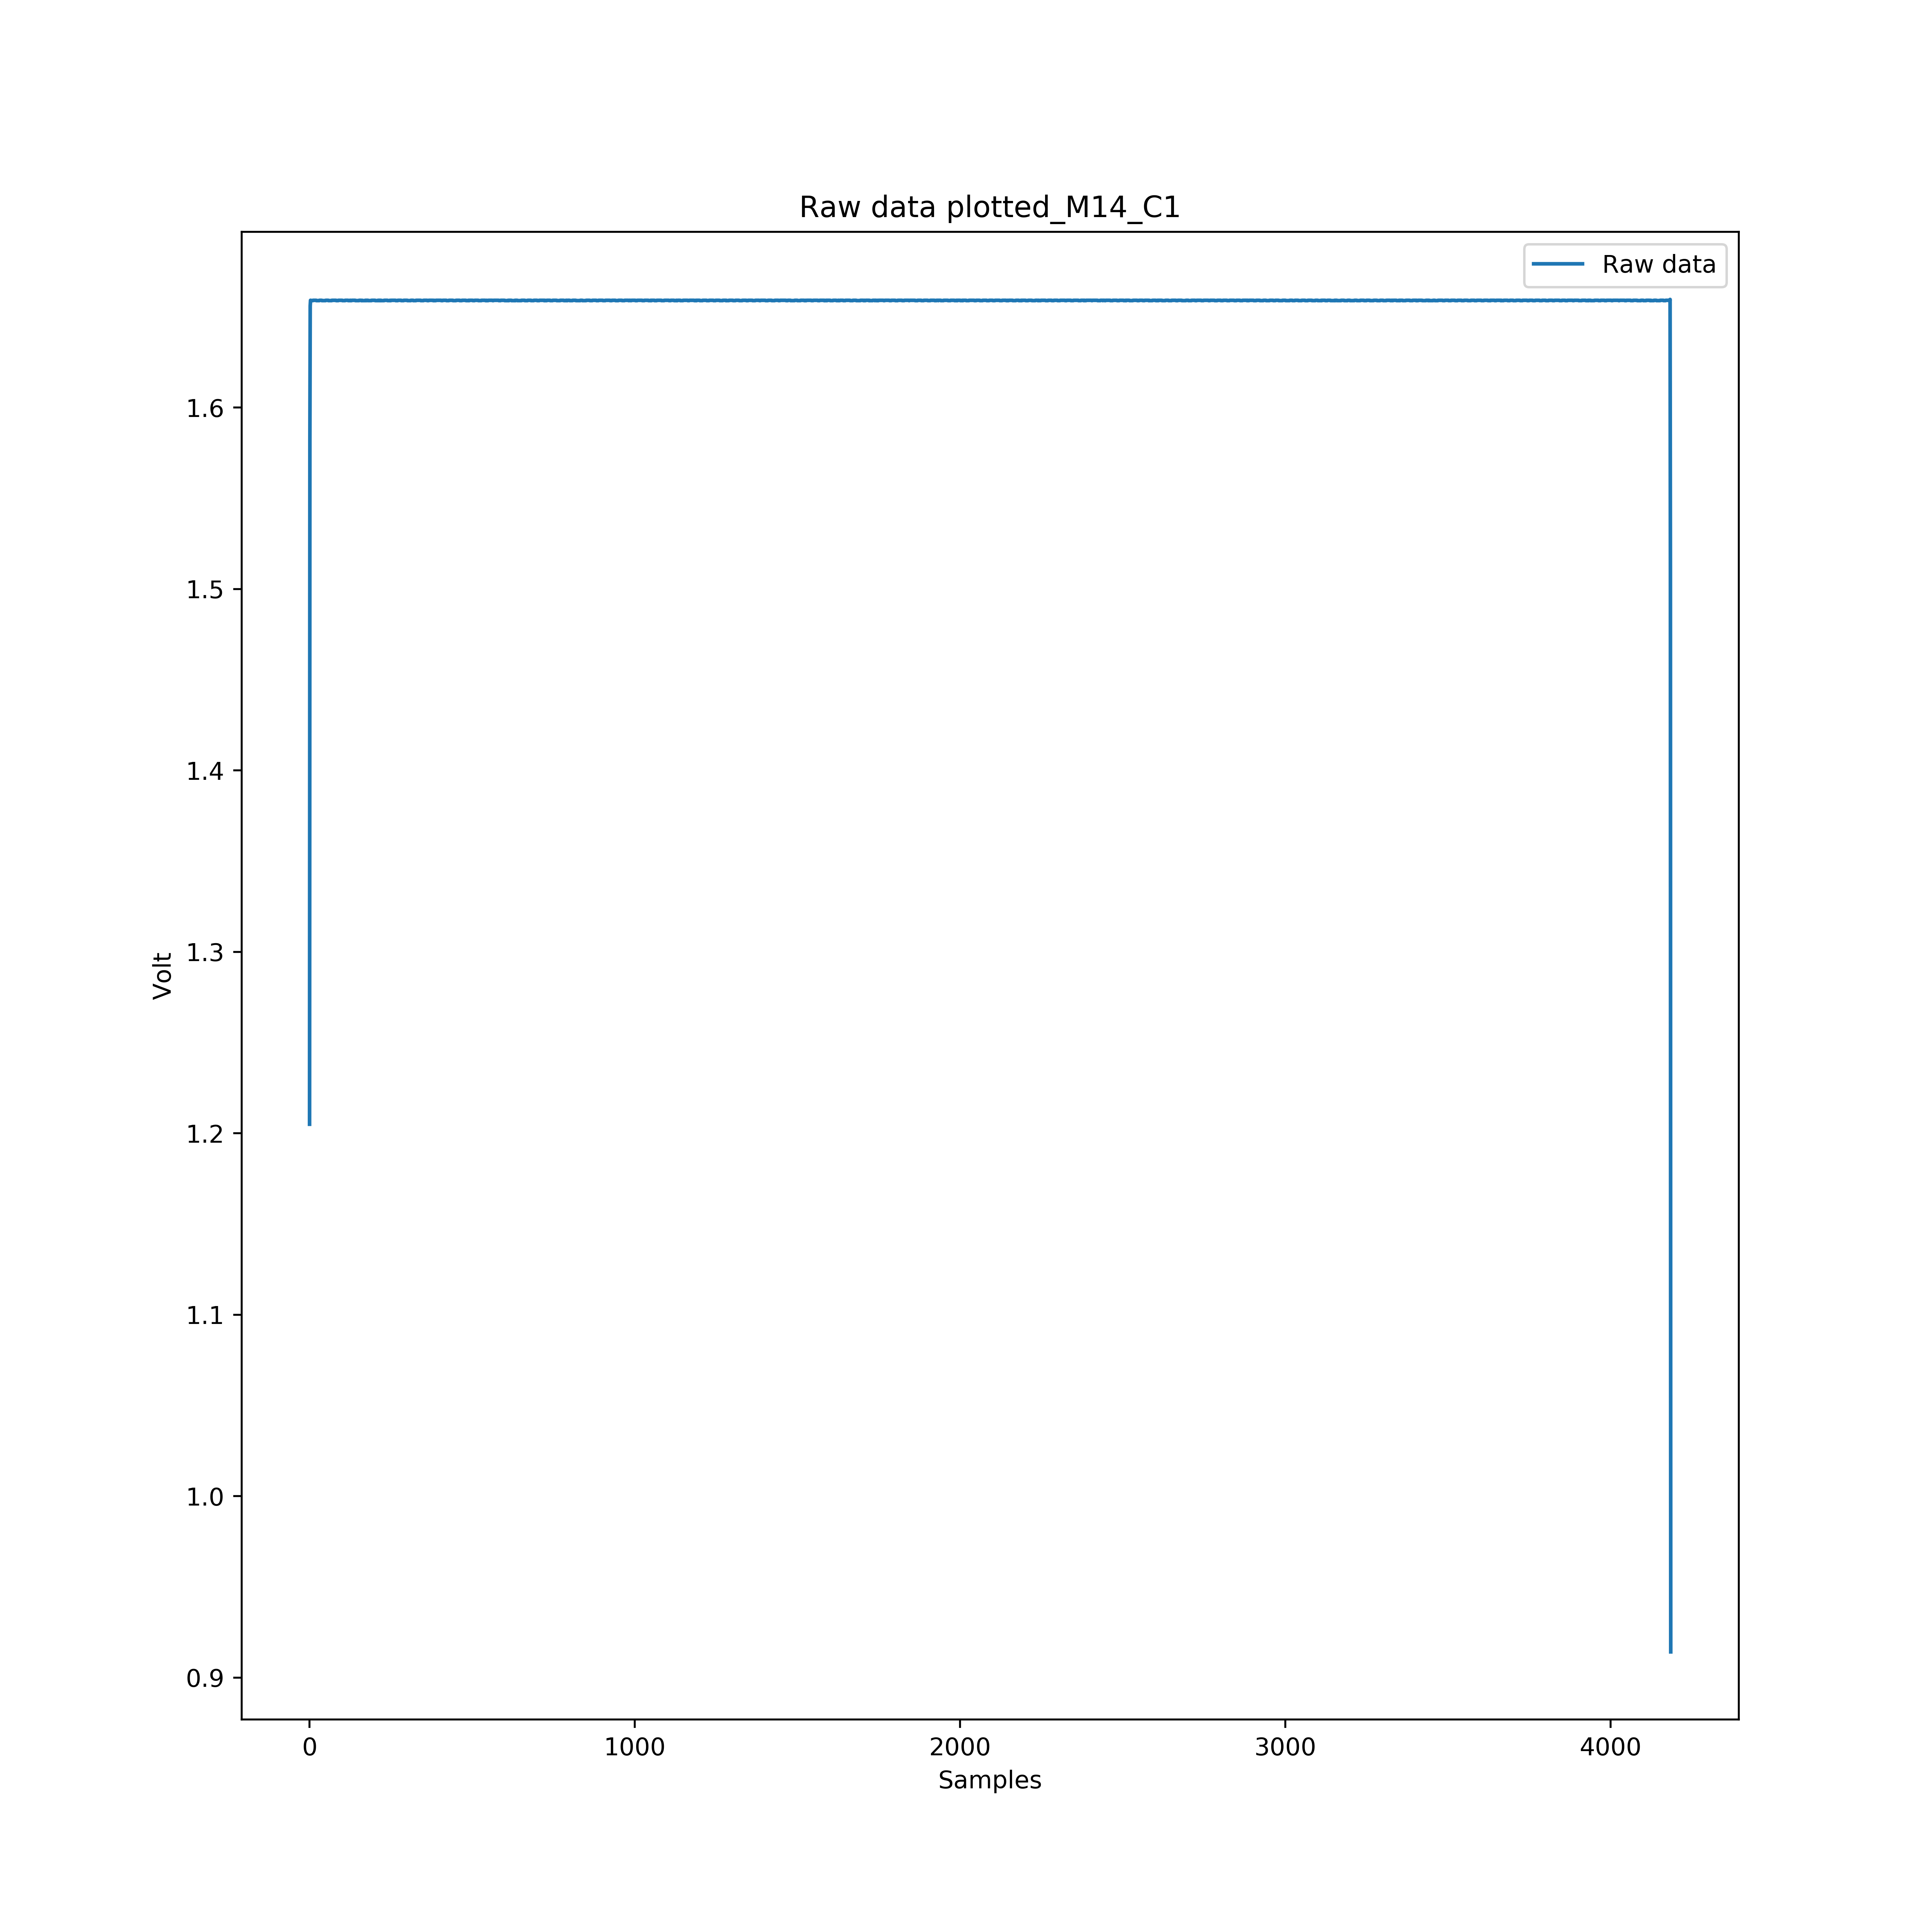 Raw data plotted_M14_C1
Raw data
1.6
1.5
1.4
1.3
1.2
1.1
1.0
0.9
Volt
0 1000 2000 3000 4000
Samples